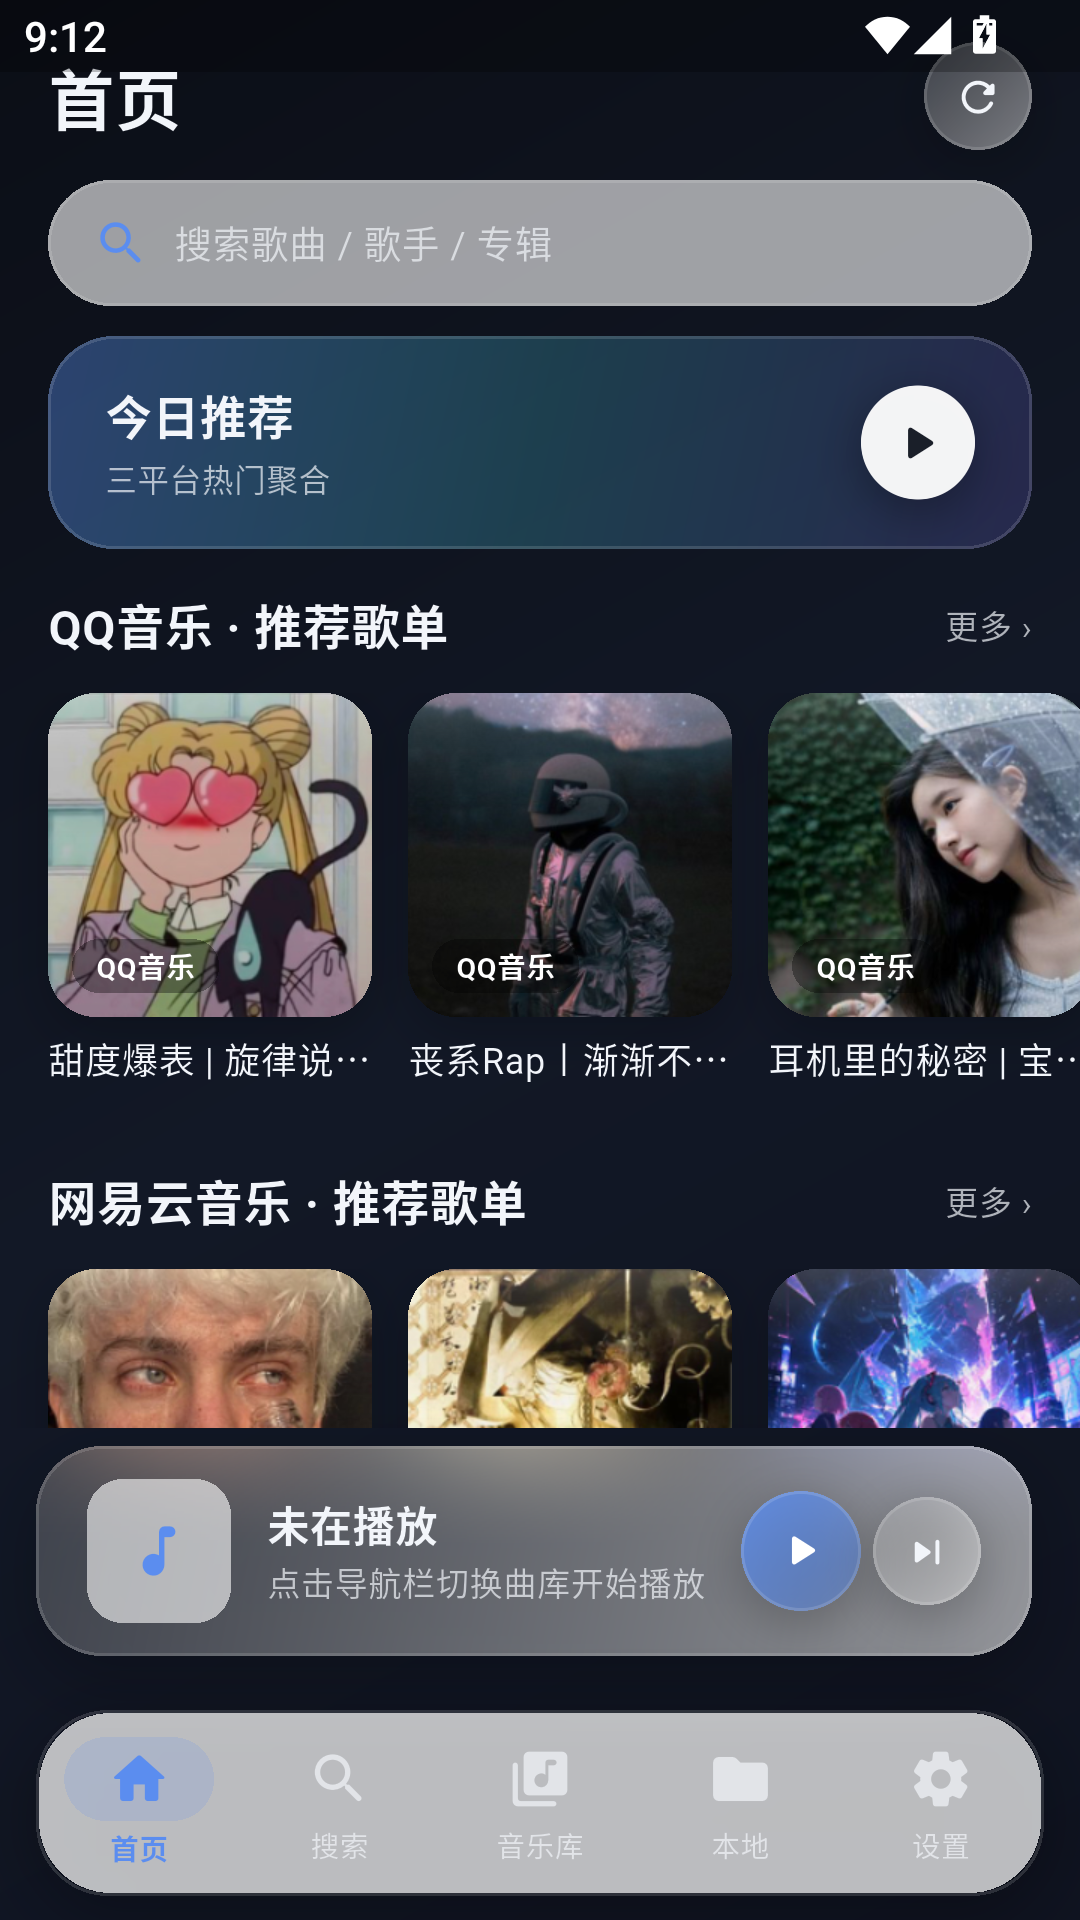 9:12
首页
搜索歌曲 / 歌手 / 专辑
今日推荐
三平台热门聚合
QQ音乐 · 推荐歌单
更多 ›
QQ音乐
QQ音乐
QQ音乐
甜度爆表 | 旋律说…
丧系Rap丨渐渐不…
耳机里的秘密 | 宝…
网易云音乐 · 推荐歌单
更多 ›
未在播放
点击导航栏切换曲库开始播放
首页
搜索
音乐库
本地
设置